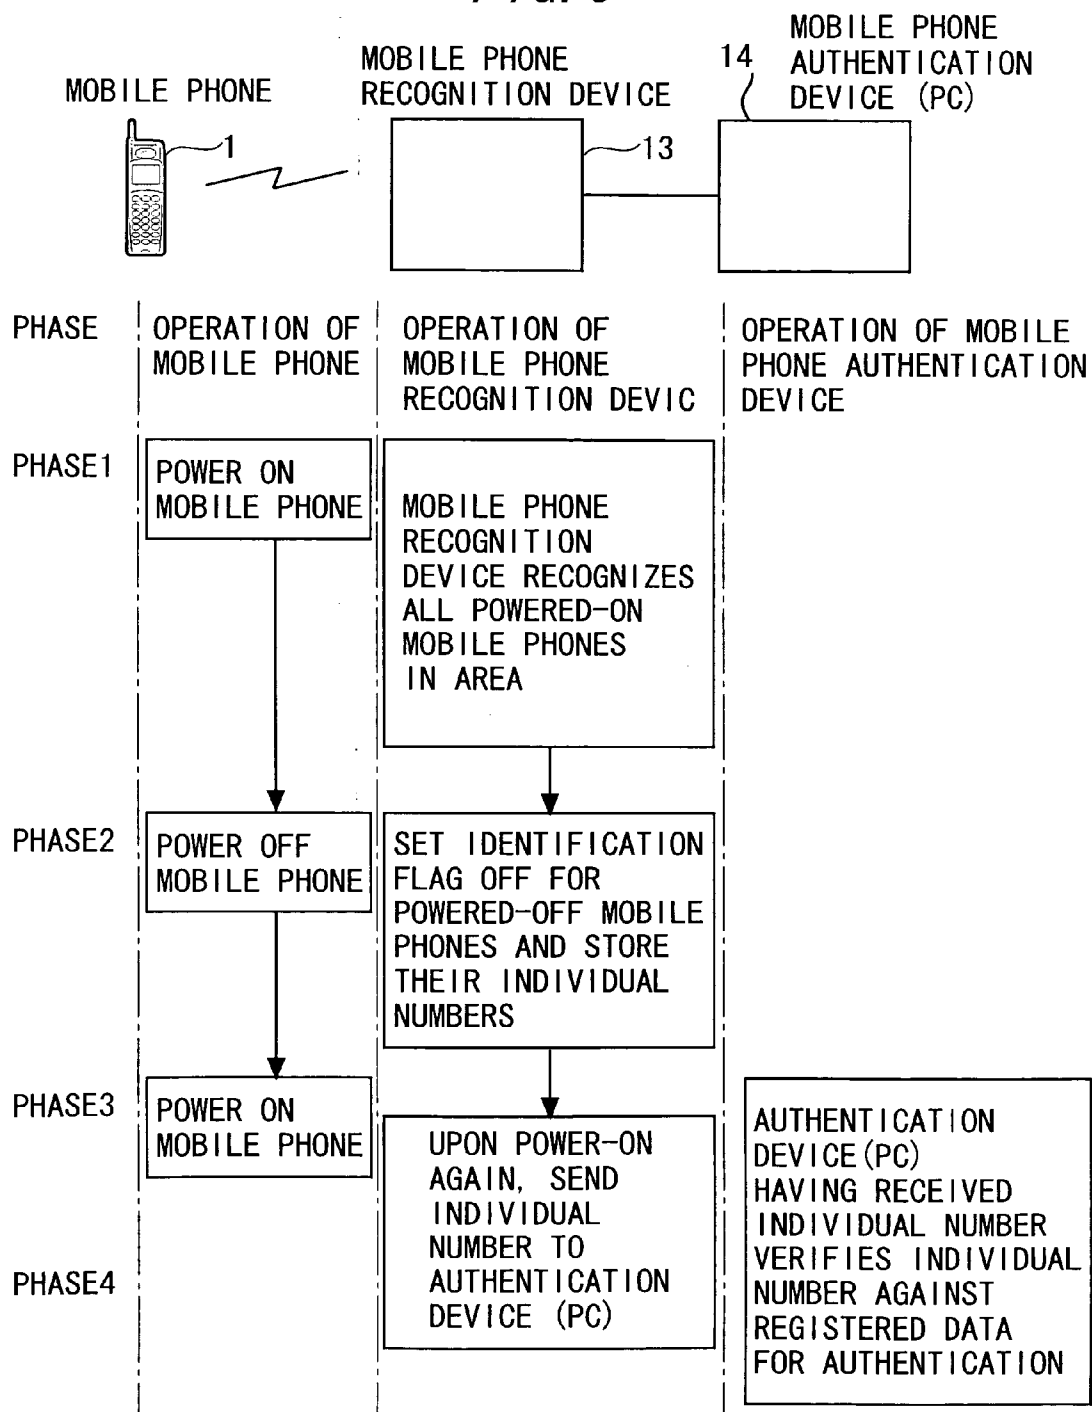 MOBILE PHONE
1
MOBILE PHONE
RECOGNITION DEVICE
13
14
MOBILE PHONE
AUTHENTICATION
DEVICE (PC)
PHASE
OPERATION OF
MOBILE PHONE
OPERATION OF
MOBILE PHONE
RECOGNITION DEVIC
OPERATION OF MOBILE
PHONE AUTHENTICATION
DEVICE
PHASE1
POWER ON
MOBILE PHONE
MOBILE PHONE
RECOGNITION
DEVICE RECOGNIZES
ALL POWERED-ON
MOBILE PHONES
IN AREA
PHASE2
POWER OFF
MOBILE PHONE
SET IDENTIFICATION
FLAG OFF FOR
POWERED-OFF MOBILE
PHONES AND STORE
THEIR INDIVIDUAL
NUMBERS
PHASE3
POWER ON
MOBILE PHONE
UPON POWER-ON
AGAIN, SEND
INDIVIDUAL
NUMBER TO
AUTHENTICATION
DEVICE (PC)
AUTHENTICATION
DEVICE(PC)
HAVING RECEIVED
INDIVIDUAL NUMBER
VERIFIES INDIVIDUAL
NUMBER AGAINST
REGISTERED DATA
FOR AUTHENTICATION
PHASE4